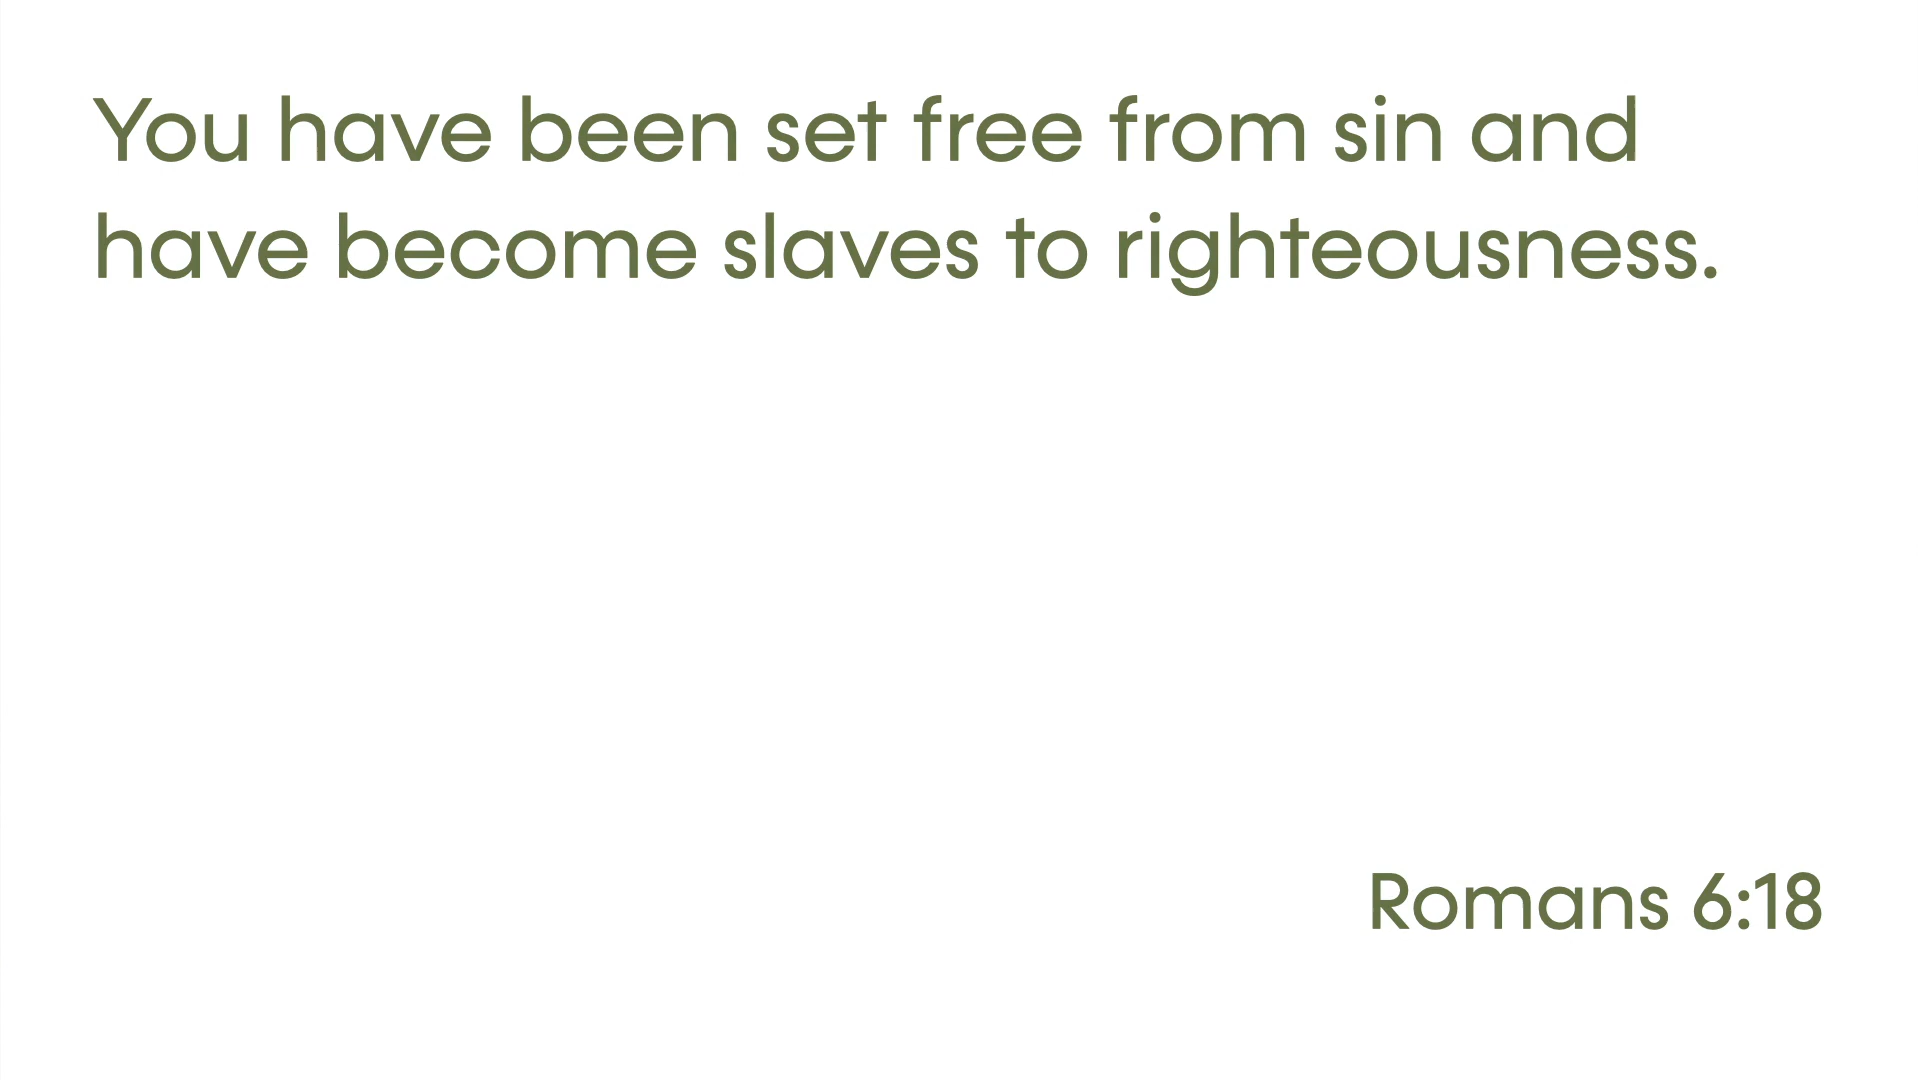 You have been set free from sin and
have become slaves to righteousness.
Romans 6:18